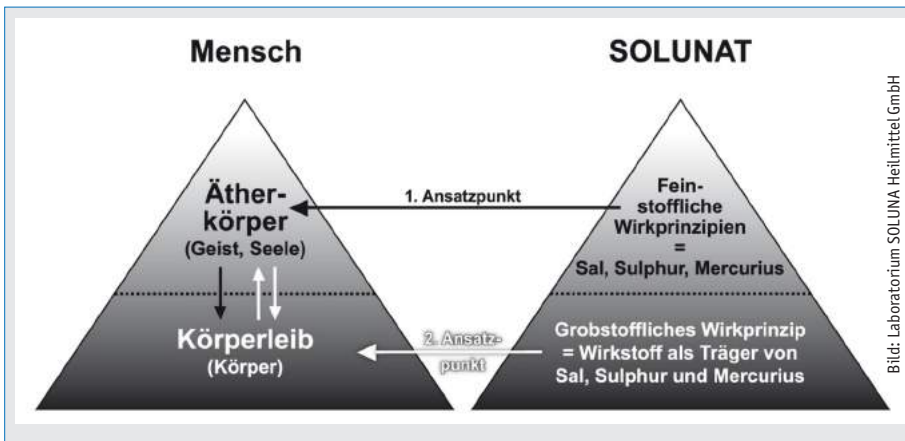 Mensch
SOLUNAT
Äther-
körper
(Geist, Seele)
1. Ansatzpunkt
Fein-
stoffliche
Wirkprinzipien
=
Sal, Sulphur, Mercurius
Körperleib
(Körper)
2. Ansatz-
punkt
Grobstoffliches Wirkprinzip
= Wirkstoff als Träger von
Sal, Sulphur und Mercurius
Bild: Laboratorium SOLUNA Heilmittel GmbH